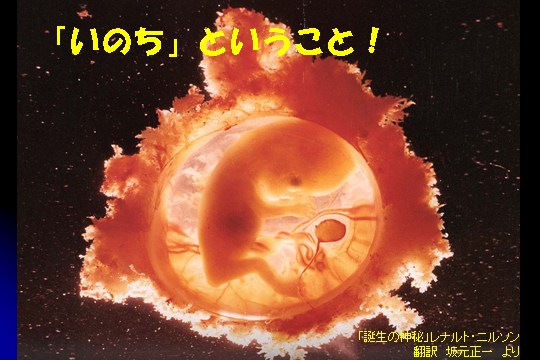 「いのち」ということ！
「誕生の神秘」レナルト・ニルソン
翻訳　坂元正一　より